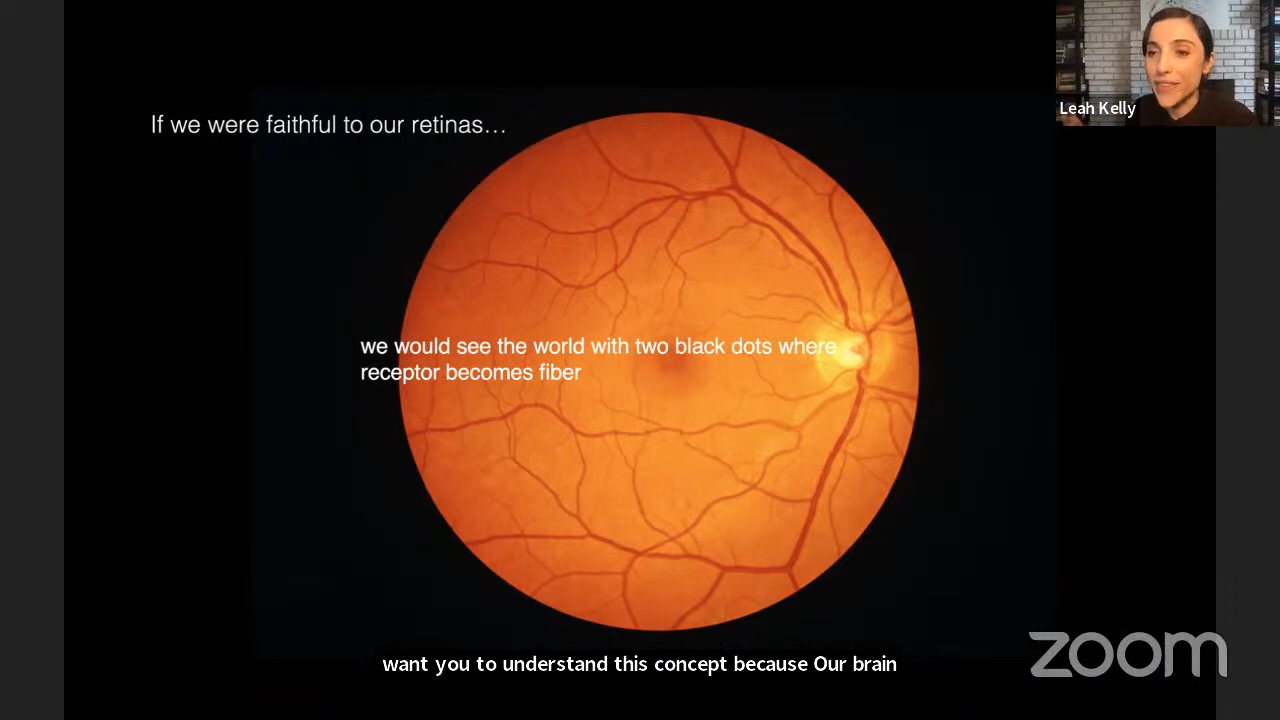 Leah Kelly
If we were faithful to our retinas…
we would see the world with two black dots where
receptor becomes fiber
want you to understand this concept because Our brain
zoom